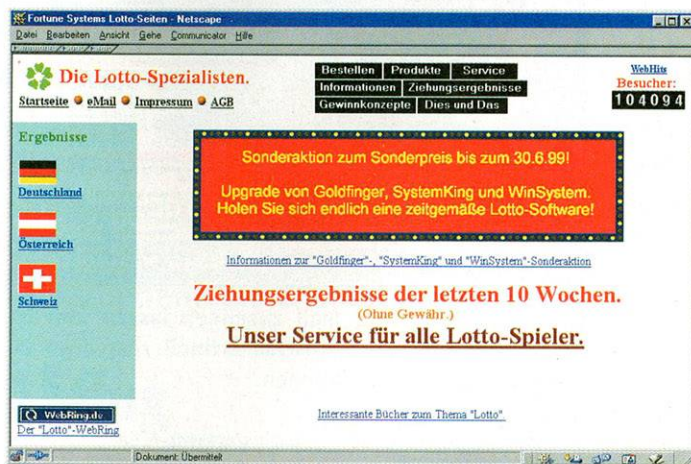 Fortune Systems Lotto-Seiten - Netscape
Datei Bearbeiten Ansicht Gehe Communicator Hilfe
Die Lotto-Spezialisten.
Startseite eMail Impressum AGB
Bestellen Produkte Service
Informationen Ziehungsergebnisse
Gewinnkonzepte Dies und Das
WebHits
Besucher:
104094
Ergebnisse
Deutschland
Österreich
Schweiz
Sonderaktion zum Sonderpreis bis zum 30.6.99!
Upgrade von Goldfinger, SystemKing und WinSystem.
Holen Sie sich endlich eine zeitgemäße Lotto-Software!
Informationen zur "Goldfinger"-, "SystemKing" und "WinSystem"-Sonderaktion
Ziehungsergebnisse der letzten 10 Wochen.
(Ohne Gewähr.)
Unser Service für alle Lotto-Spieler.
WebRing.de
Der "Lotto"-WebRing
Interessante Bücher zum Thema "Lotto"
Dokument: Übermittelt